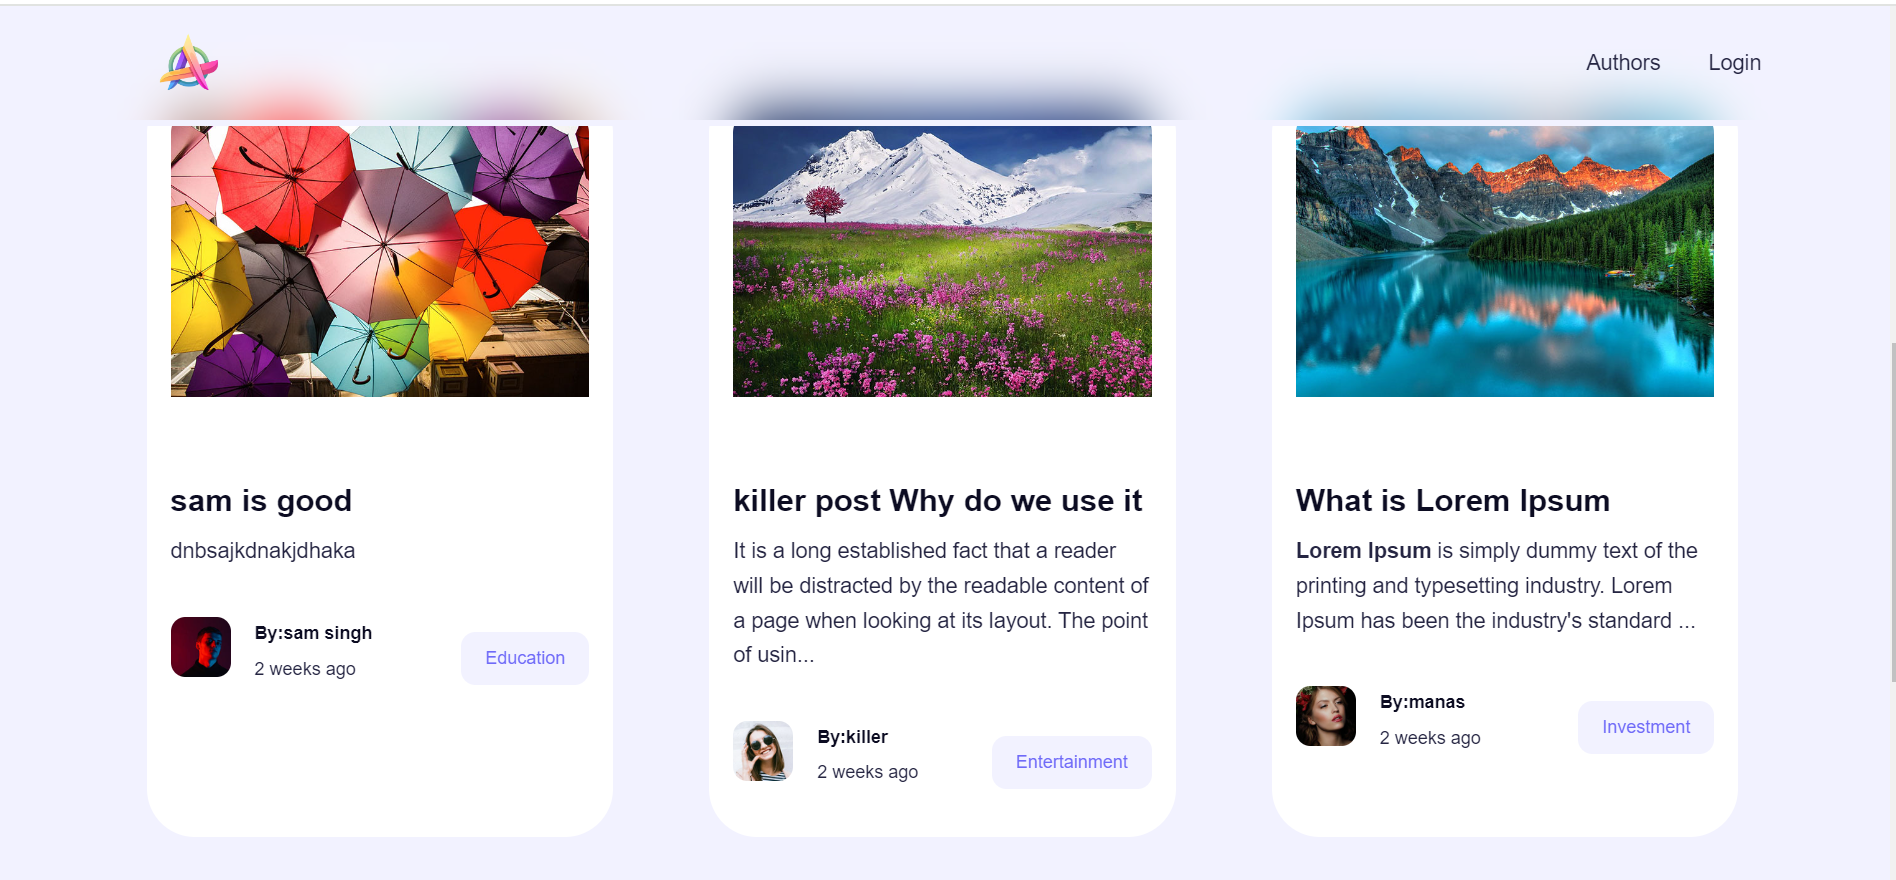 Authors
Login
sam is good
dnbsajkdnakjdhaka
By:sam singh
2 weeks ago
Education
killer post Why do we use it
It is a long established fact that a reader
will be distracted by the readable content of
a page when looking at its layout. The point
of usin...
By:killer
2 weeks ago
Entertainment
What is Lorem Ipsum
Lorem Ipsum is simply dummy text of the
printing and typesetting industry. Lorem
Ipsum has been the industry's standard ...
By:manas
2 weeks ago
Investment